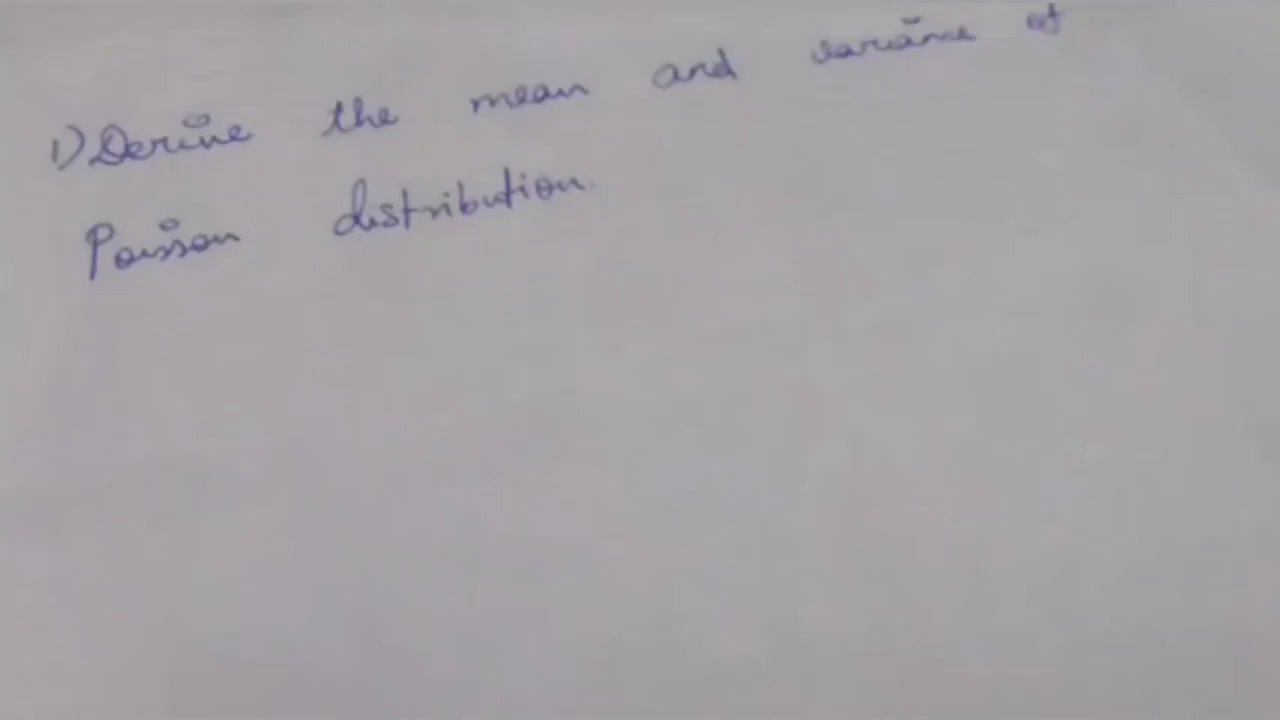 1) Derive the mean and variance of
Poisson distribution.